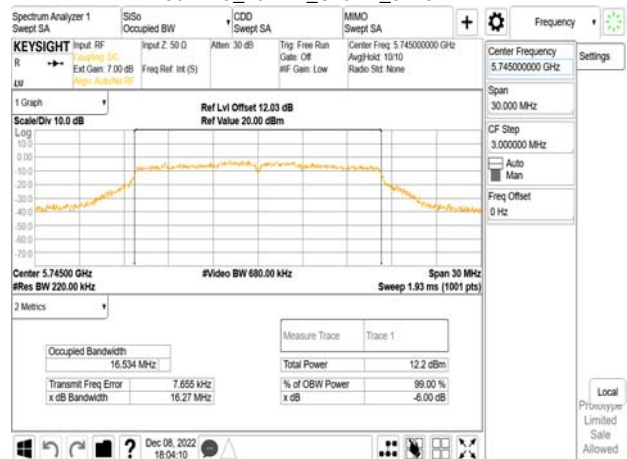 Spectrum Analyzer 1
Swept SA
SiSo
Occupied BW
CDD
Swept SA
MIMO
Swept SA
Frequency
KEYSIGHT
R
Input: RF
Coupling: DC
Ext Gain: 7.00 dB
Align: Auto/No RF
Input Z: 50 Ω
Freq Ref: Int (S)
Atten: 30 dB
Trig: Free Run
Gate: Off
#IF Gain: Low
Center Freq: 5.745000000 GHz
Avg|Hold: 10/10
Radio Std: None
Center Frequency
5.745000000 GHz
Settings
Span
30.000 MHz
CF Step
3.000000 MHz
Auto
Man
Freq Offset
0 Hz
1 Graph
Scale/Div 10.0 dB
Ref Lvl Offset 12.03 dB
Ref Value 20.00 dBm
Log
10.0
0.00
-10.0
-20.0
-30.0
-40.0
-50.0
-60.0
-70.0
Center 5.74500 GHz
#Res BW 220.00 kHz
#Video BW 680.00 kHz
Span 30 MHz
Sweep 1.93 ms (1001 pts)
2 Metrics
Measure Trace Trace 1
Occupied Bandwidth
16.534 MHz
Total Power 12.2 dBm
Transmit Freq Error 7.655 kHz
% of OBW Power 99.00 %
x dB Bandwidth 16.27 MHz
x dB -6.00 dB
Local
Prototype
Limited
Sale
Allowed
?
Dec 08, 2022
18:04:10